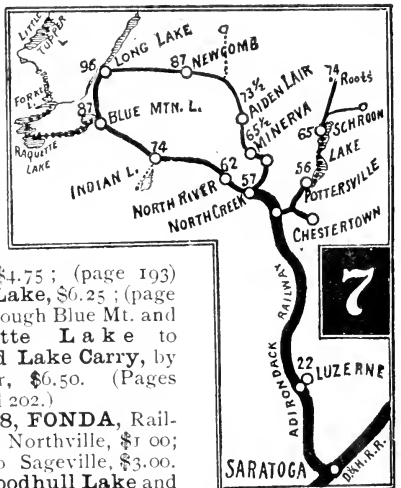 LITTLE
TUPPER
L
LONG LAKE
96
87
NEWCOMB
FORKED
L.
87
BLUE MTN. L.
73½
AIDEN LAIR
74
Roots
65½
MINERVA
65
SCHROON
LAKE
RAQUETTE
LAKE
74
INDIAN L.
62
57
56
POTTERSVILLE
NORTH RIVER
NORTH CREEK
CHESTERTOWN
7
ADIRONDACK RAILWAY
22
LUZERNE
SARATOGA
D.&H.R.R.
$4.75 ; (page 193)
Lake, $6.25 ; (page
ough Blue Mt. and
tte Lake to
d Lake Carry, by
r, $6.50. (Pages
202.)
8, FONDA, Rail-
Northville, $1 00;
o Sageville, $3.00.
oodhull Lake and